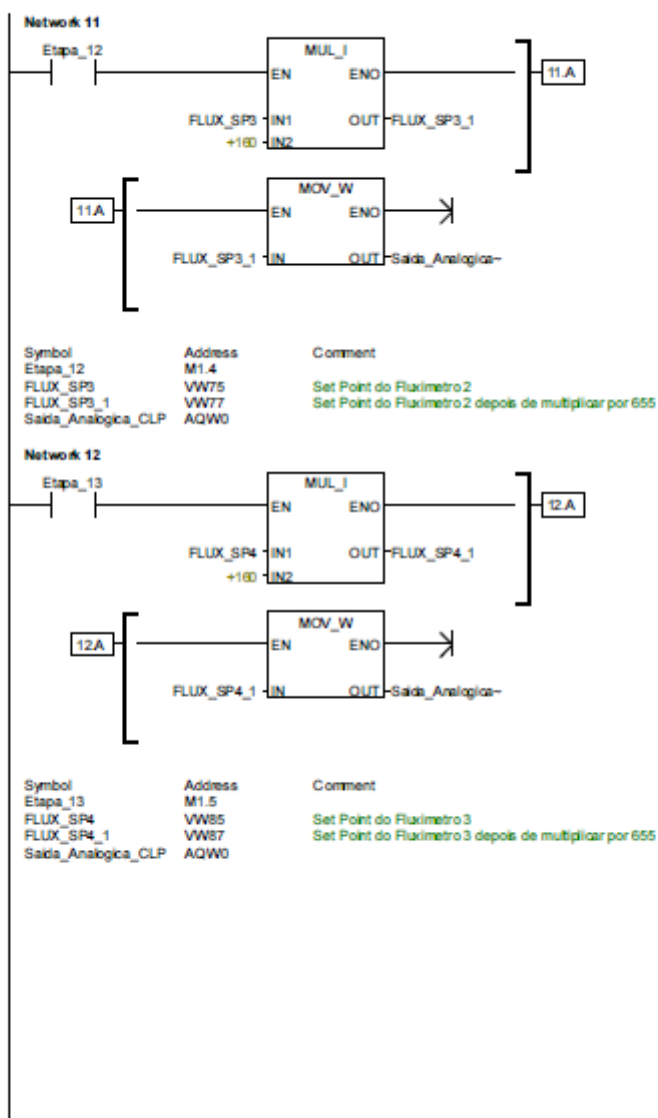 Network 11
Etapa_12
MUL_I
EN ENO
11.A
FLUX_SP3 IN1 OUT FLUX_SP3_1
+160 IN2
MOV_W
11.A
EN ENO
FLUX_SP3_1 IN OUT Saida_Analogica~
Symbol Address Comment
Etapa_12 M1.4
FLUX_SP3 VW75 Set Point do Fluximetro 2
FLUX_SP3_1 VW77 Set Point do Fluximetro 2 depois de multiplicar por 655
Saida_Analogica_CLP AQW0
Network 12
Etapa_13
MUL_I
EN ENO
12.A
FLUX_SP4 IN1 OUT FLUX_SP4_1
+160 IN2
MOV_W
12.A
EN ENO
FLUX_SP4_1 IN OUT Saida_Analogica~
Symbol Address Comment
Etapa_13 M1.5
FLUX_SP4 VW85 Set Point do Fluximetro 3
FLUX_SP4_1 VW87 Set Point do Fluximetro 3 depois de multiplicar por 655
Saida_Analogica_CLP AQW0